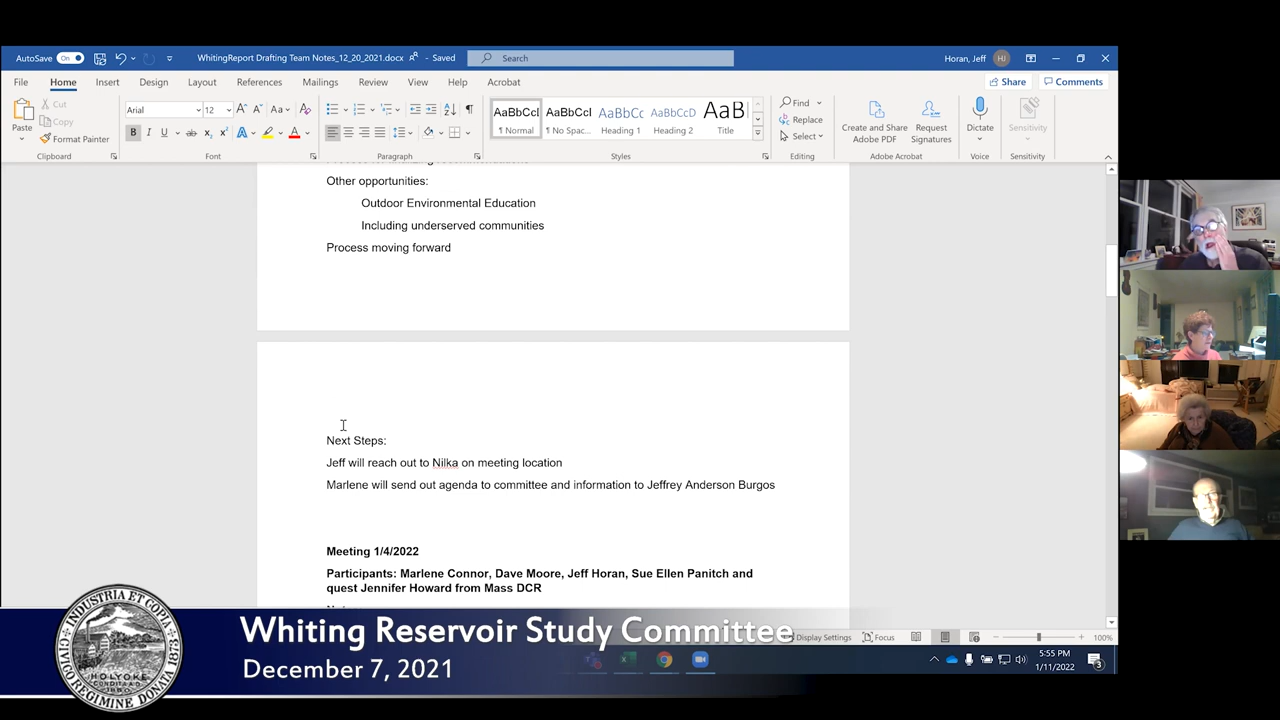 AutoSave On WhitingReport Drafting Team Notes_12_20_2021.docx - Saved Search Horan, Jeff HJ
File Home Insert Design Layout References Mailings Review View Help Acrobat Share Comments
Paste
Cut
Copy
Format Painter
Clipboard
Arial 12
Font
Paragraph
AaBbCcI AaBbCcI AaBbCc AaBbCcD AaB
¶ Normal ¶ No Spac... Heading 1 Heading 2 Title
Styles
Find
Replace
Select
Editing
Create and Share Adobe PDF
Request Signatures
Adobe Acrobat
Dictate
Voice
Sensitivity
Sensitivity
Other opportunities:
Outdoor Environmental Education
Including underserved communities
Process moving forward
Next Steps:
Jeff will reach out to Nilka on meeting location
Marlene will send out agenda to committee and information to Jeffrey Anderson Burgos
Meeting 1/4/2022
Participants: Marlene Connor, Dave Moore, Jeff Horan, Sue Ellen Panitch and
quest Jennifer Howard from Mass DCR
Display Settings Focus 100%
Whiting Reservoir Study Committee
December 7, 2021
HOLYOKE
5:55 PM
1/11/2022
3